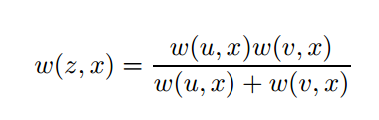 w(z, x) = \frac{w(u, x)w(v, x)}{w(u, x) + w(v, x)}